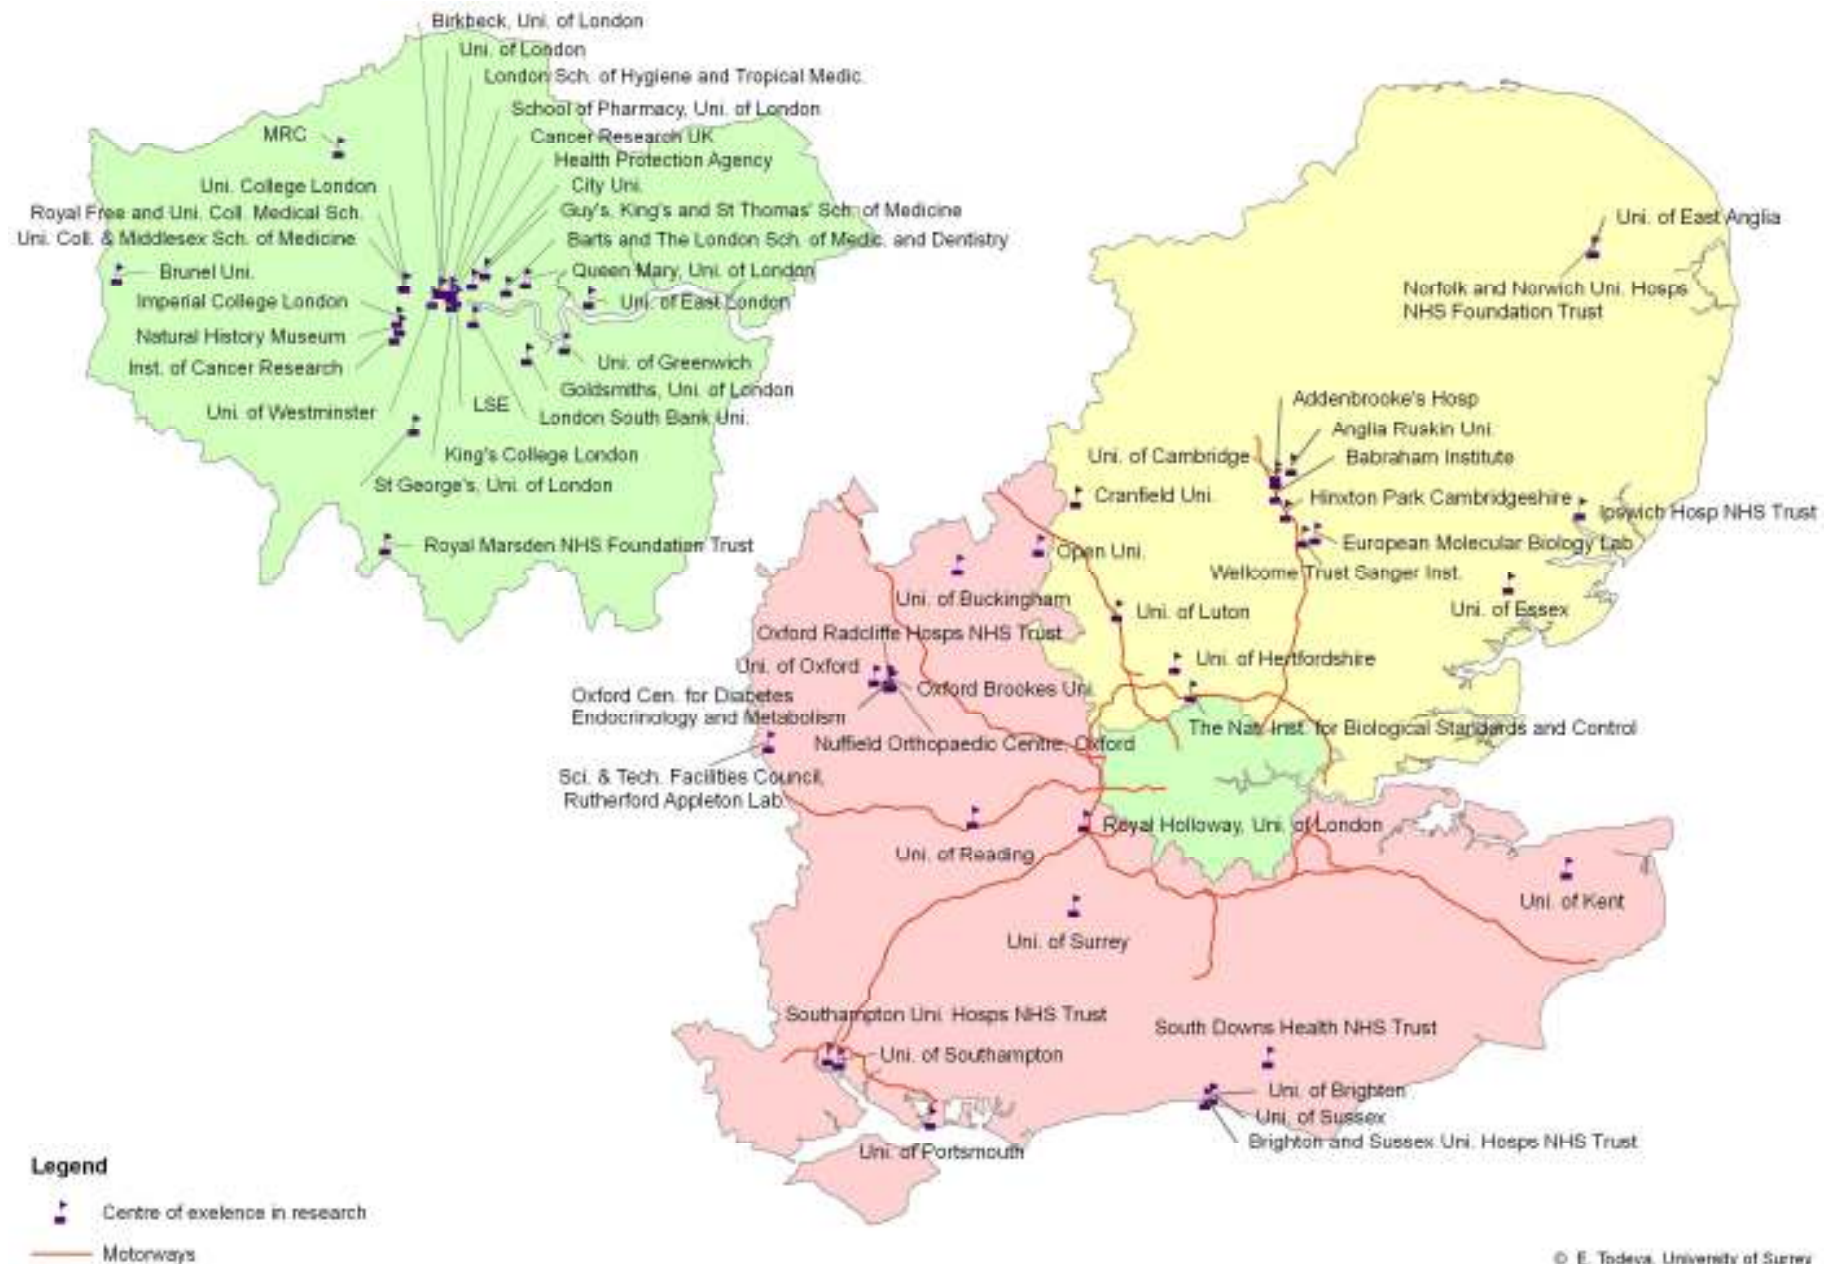 Birkbeck, Uni. of London
Uni. of London
London Sch. of Hygiene and Tropical Medic.
School of Pharmacy, Uni. of London
Cancer Research UK
Health Protection Agency
City Uni.
Guy's, King's and St Thomas' Sch. of Medicine
Barts and The London Sch. of Medic. and Dentistry
Queen Mary, Uni. of London
Uni. of East London
MRC
Uni. College London
Royal Free and Uni. Coll. Medical Sch.
Uni. Coll. & Middlesex Sch. of Medicine
Brunel Uni.
Imperial College London
Natural History Museum
Inst. of Cancer Research
Uni. of Westminster
Uni. of Greenwich
Goldsmiths, Uni. of London
LSE
London South Bank Uni.
King's College London
St George's, Uni. of London
Royal Marsden NHS Foundation Trust
Uni. of East Anglia
Norfolk and Norwich Uni. Hosps
NHS Foundation Trust
Addenbrooke's Hosp
Anglia Ruskin Uni.
Uni. of Cambridge
Babraham Institute
Cranfield Uni.
Hinxton Park Cambridgeshire
Ipswich Hosp NHS Trust
Open Uni.
European Molecular Biology Lab
Wellcome Trust Sanger Inst.
Uni. of Buckingham
Uni. of Luton
Uni. of Essex
Oxford Radcliffe Hosps NHS Trust
Uni. of Oxford
Uni. of Hertfordshire
Oxford Brookes Uni.
Oxford Cen. for Diabetes
Endocrinology and Metabolism
The Nat. Inst. for Biological Standards and Control
Nuffield Orthopaedic Centre, Oxford
Sci. & Tech. Facilities Council,
Rutherford Appleton Lab.
Royal Holloway, Uni. of London
Uni. of Reading
Uni. of Kent
Uni. of Surrey
Southampton Uni. Hosps NHS Trust
South Downs Health NHS Trust
Uni. of Southampton
Uni. of Brighton
Uni. of Sussex
Brighton and Sussex Uni. Hosps NHS Trust
Uni. of Portsmouth
Legend
Centre of exelence in research
Motorways
© E. Todeva, University of Surrey